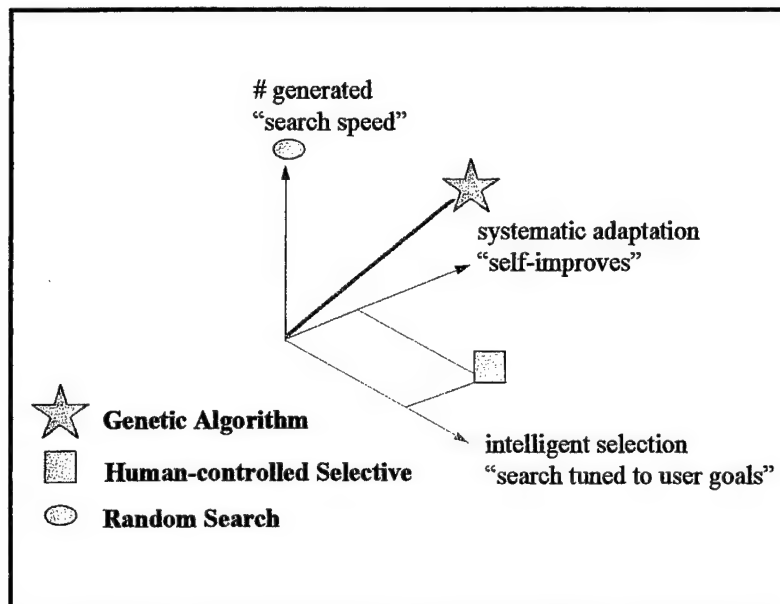 # generated
“search speed”
systematic adaptation
“self-improves”
intelligent selection
“search tuned to user goals”
Genetic Algorithm
Human-controlled Selective
Random Search